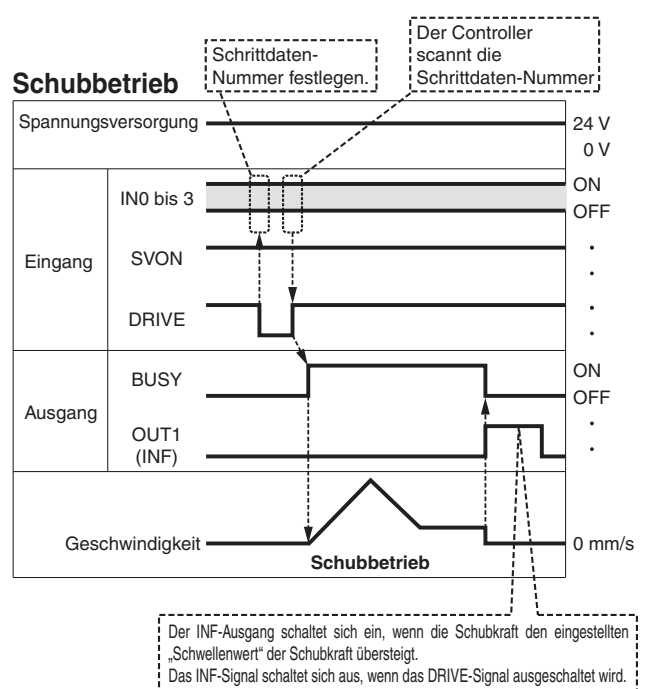 Schrittdaten-
Nummer festlegen.
Der Controller
scannt die
Schrittdaten-Nummer
Schubbetrieb
Spannungsversorgung
24 V
0 V
Eingang
IN0 bis 3
ON
OFF
SVON
DRIVE
Ausgang
BUSY
ON
OFF
OUT1
(INF)
Geschwindigkeit
0 mm/s
Schubbetrieb
Der INF-Ausgang schaltet sich ein, wenn die Schubkraft den eingestellten
„Schwellenwert“ der Schubkraft übersteigt.
Das INF-Signal schaltet sich aus, wenn das DRIVE-Signal ausgeschaltet wird.